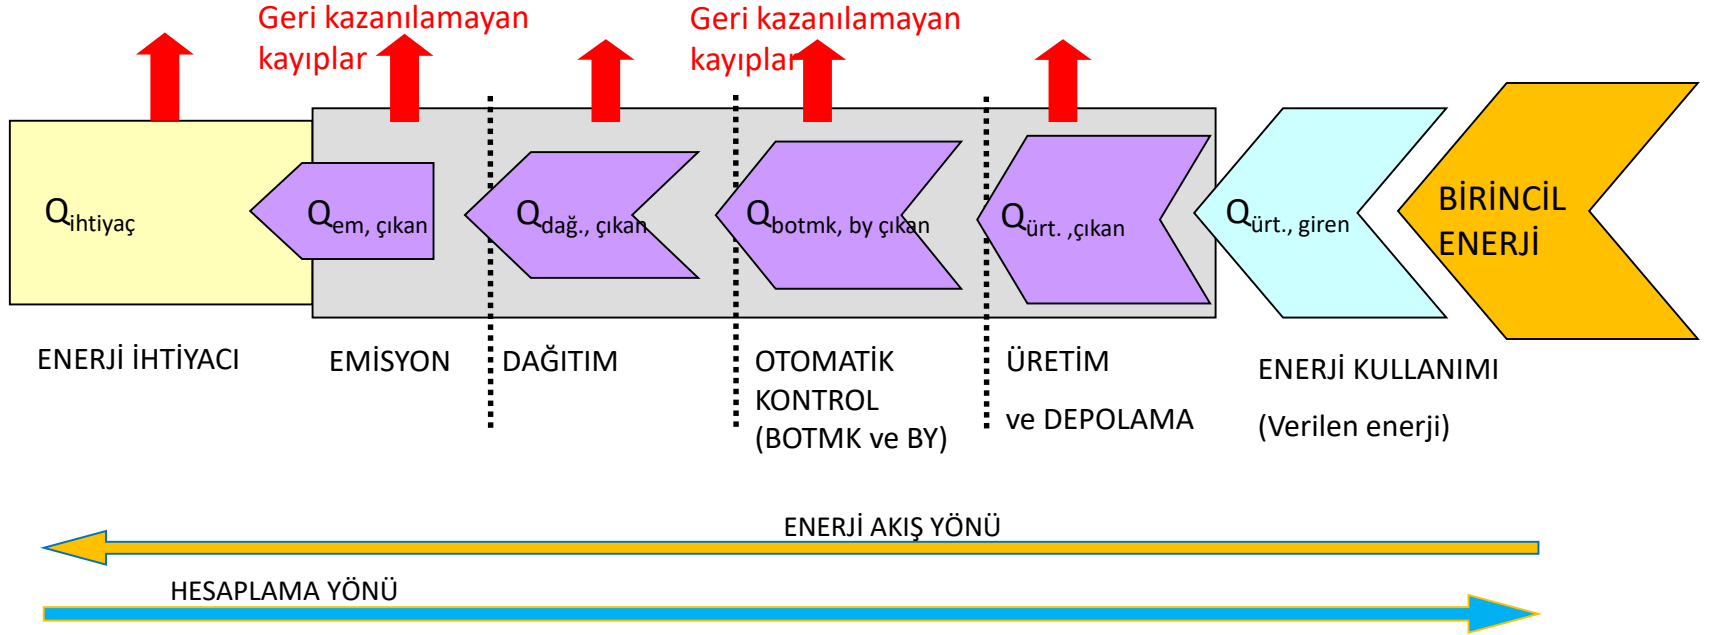 Geri kazanılamayan
kayıplar
Geri kazanılamayan
kayıplar
Qihtiyaç
Qem, çıkan
Qdağ., çıkan
Qbotmk, by çıkan
Qürt. ,çıkan
Qürt., giren
BİRİNCİL
ENERJİ
ENERJİ İHTİYACI
EMİSYON
DAĞITIM
OTOMATİK
KONTROL
(BOTMK ve BY)
ÜRETİM
ve DEPOLAMA
ENERJİ KULLANIMI
(Verilen enerji)
ENERJİ AKIŞ YÖNÜ
HESAPLAMA YÖNÜ